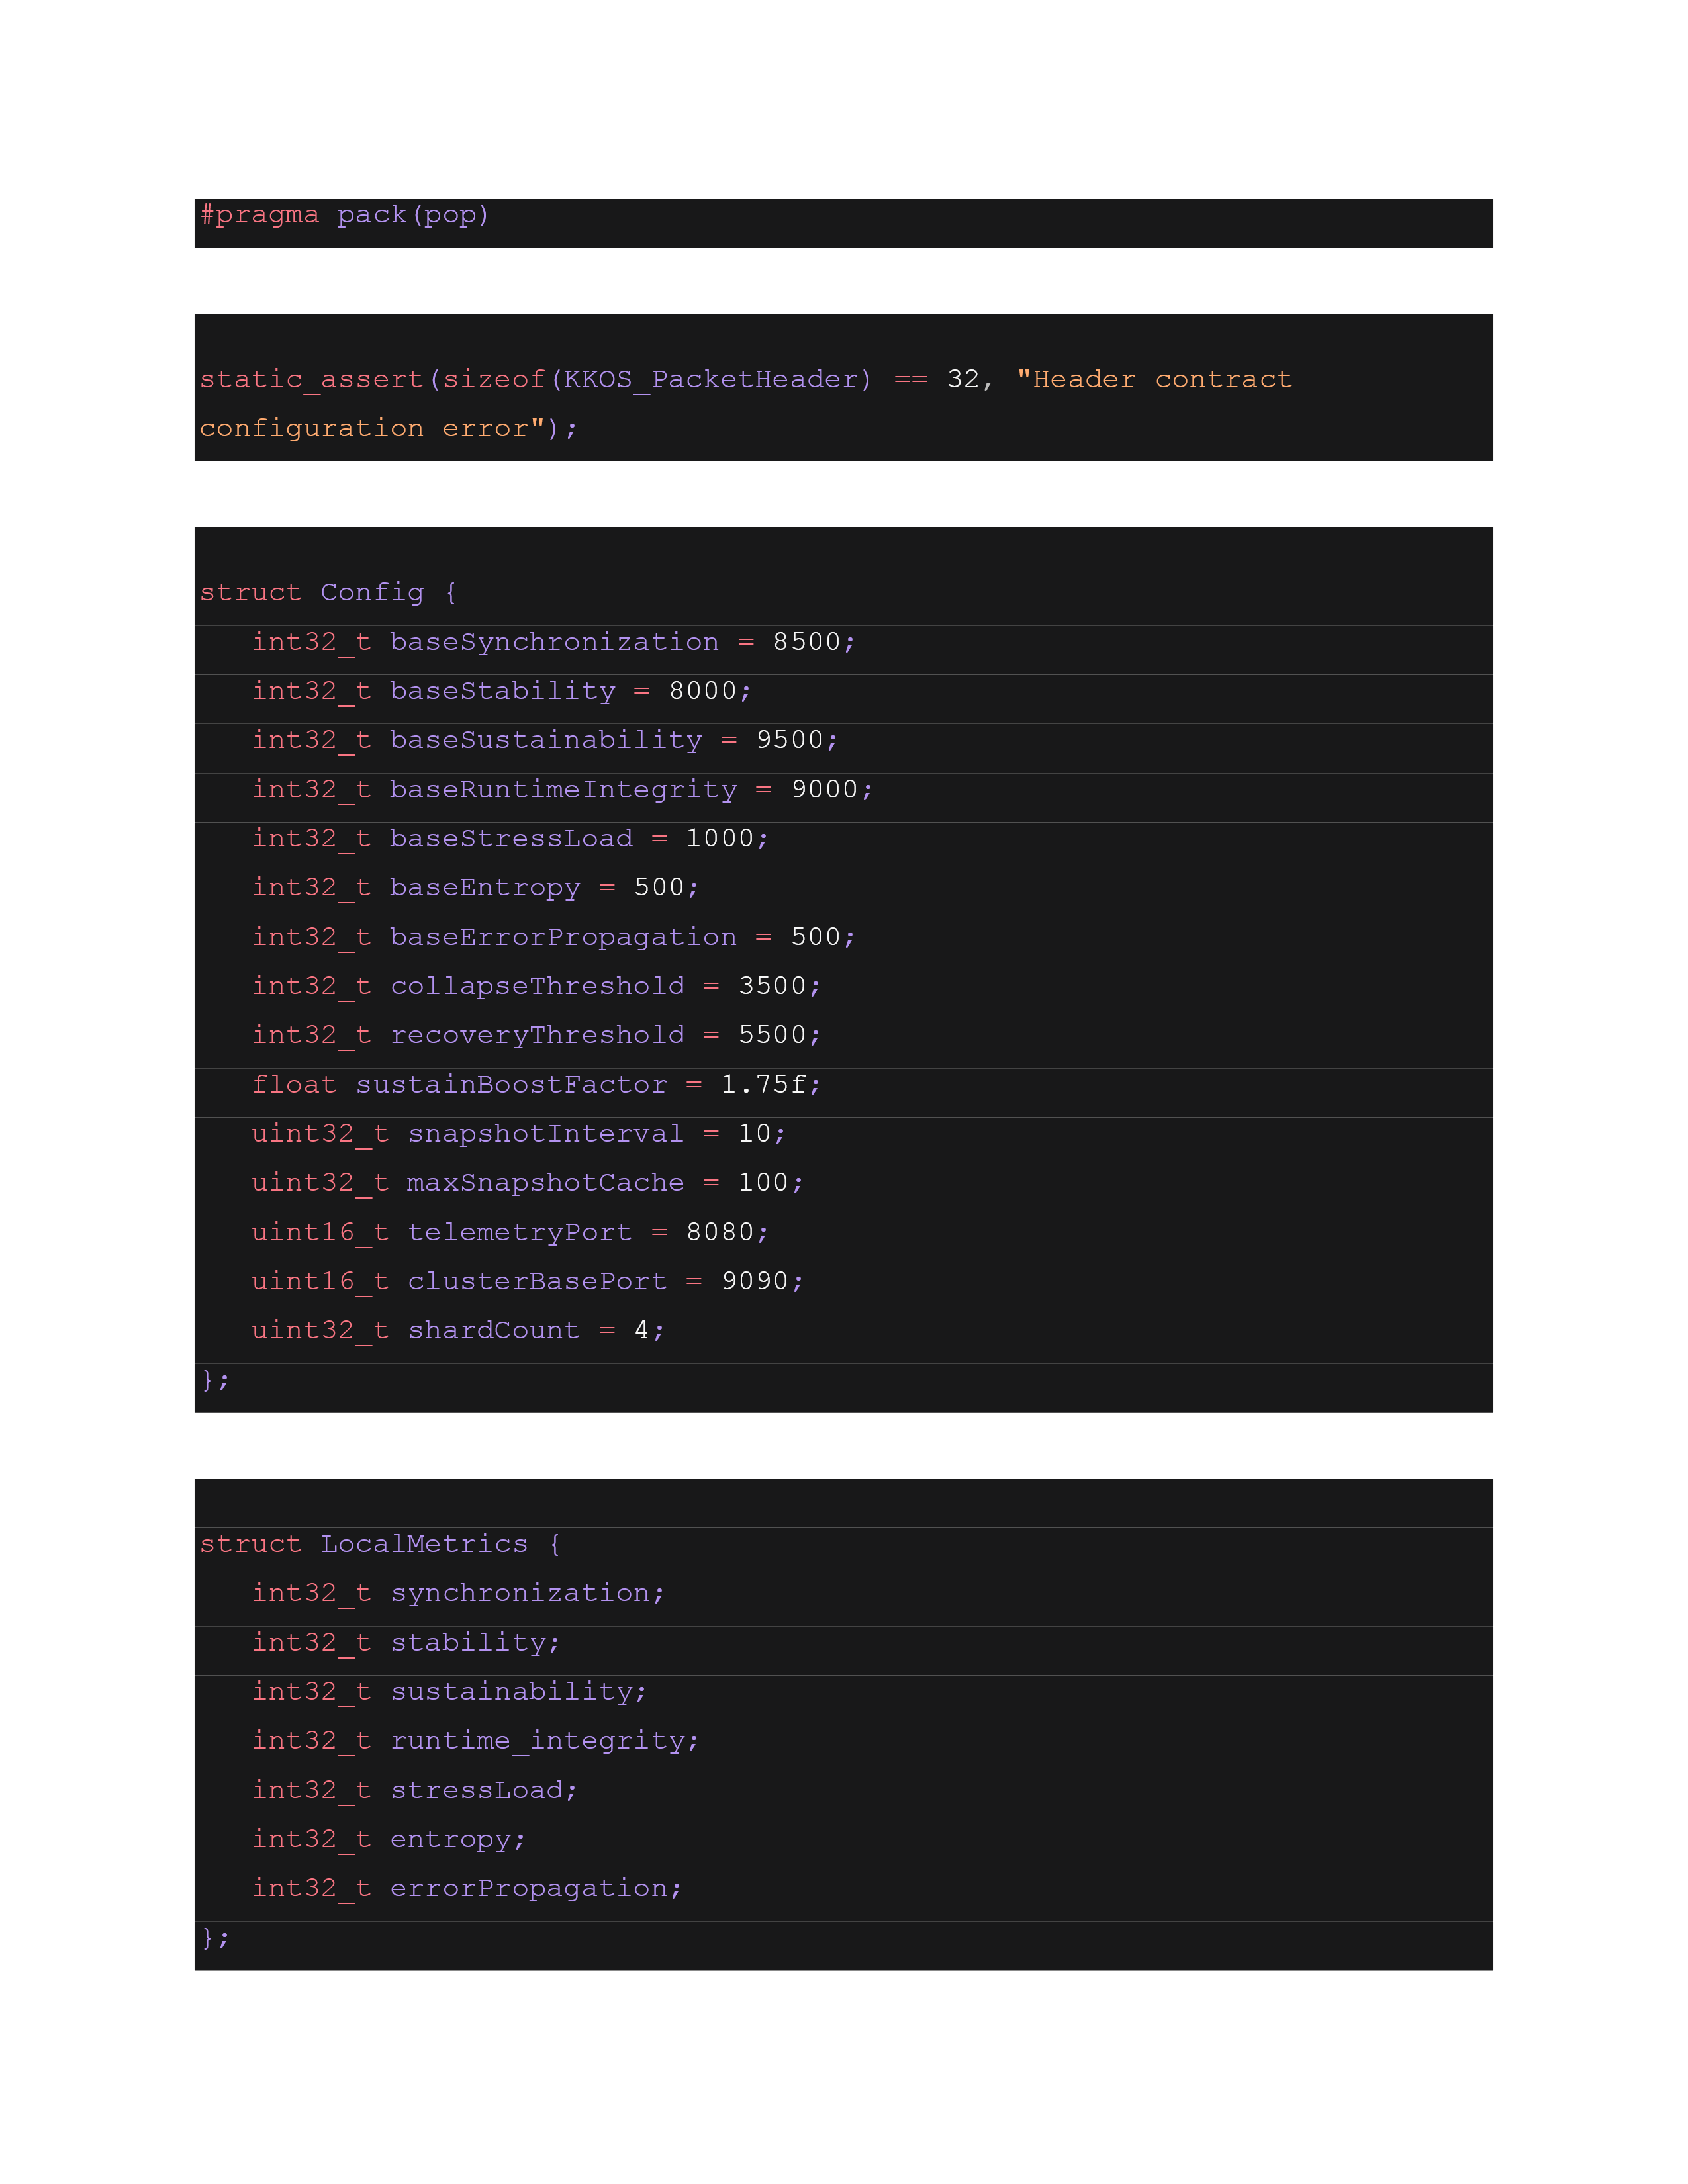 #pragma pack(pop)
static_assert(sizeof(KKOS_PacketHeader) == 32, "Header contract
configuration error");
struct Config {
   int32_t baseSynchronization = 8500;
   int32_t baseStability = 8000;
   int32_t baseSustainability = 9500;
   int32_t baseRuntimeIntegrity = 9000;
   int32_t baseStressLoad = 1000;
   int32_t baseEntropy = 500;
   int32_t baseErrorPropagation = 500;
   int32_t collapseThreshold = 3500;
   int32_t recoveryThreshold = 5500;
   float sustainBoostFactor = 1.75f;
   uint32_t snapshotInterval = 10;
   uint32_t maxSnapshotCache = 100;
   uint16_t telemetryPort = 8080;
   uint16_t clusterBasePort = 9090;
   uint32_t shardCount = 4;
};
struct LocalMetrics {
   int32_t synchronization;
   int32_t stability;
   int32_t sustainability;
   int32_t runtime_integrity;
   int32_t stressLoad;
   int32_t entropy;
   int32_t errorPropagation;
};